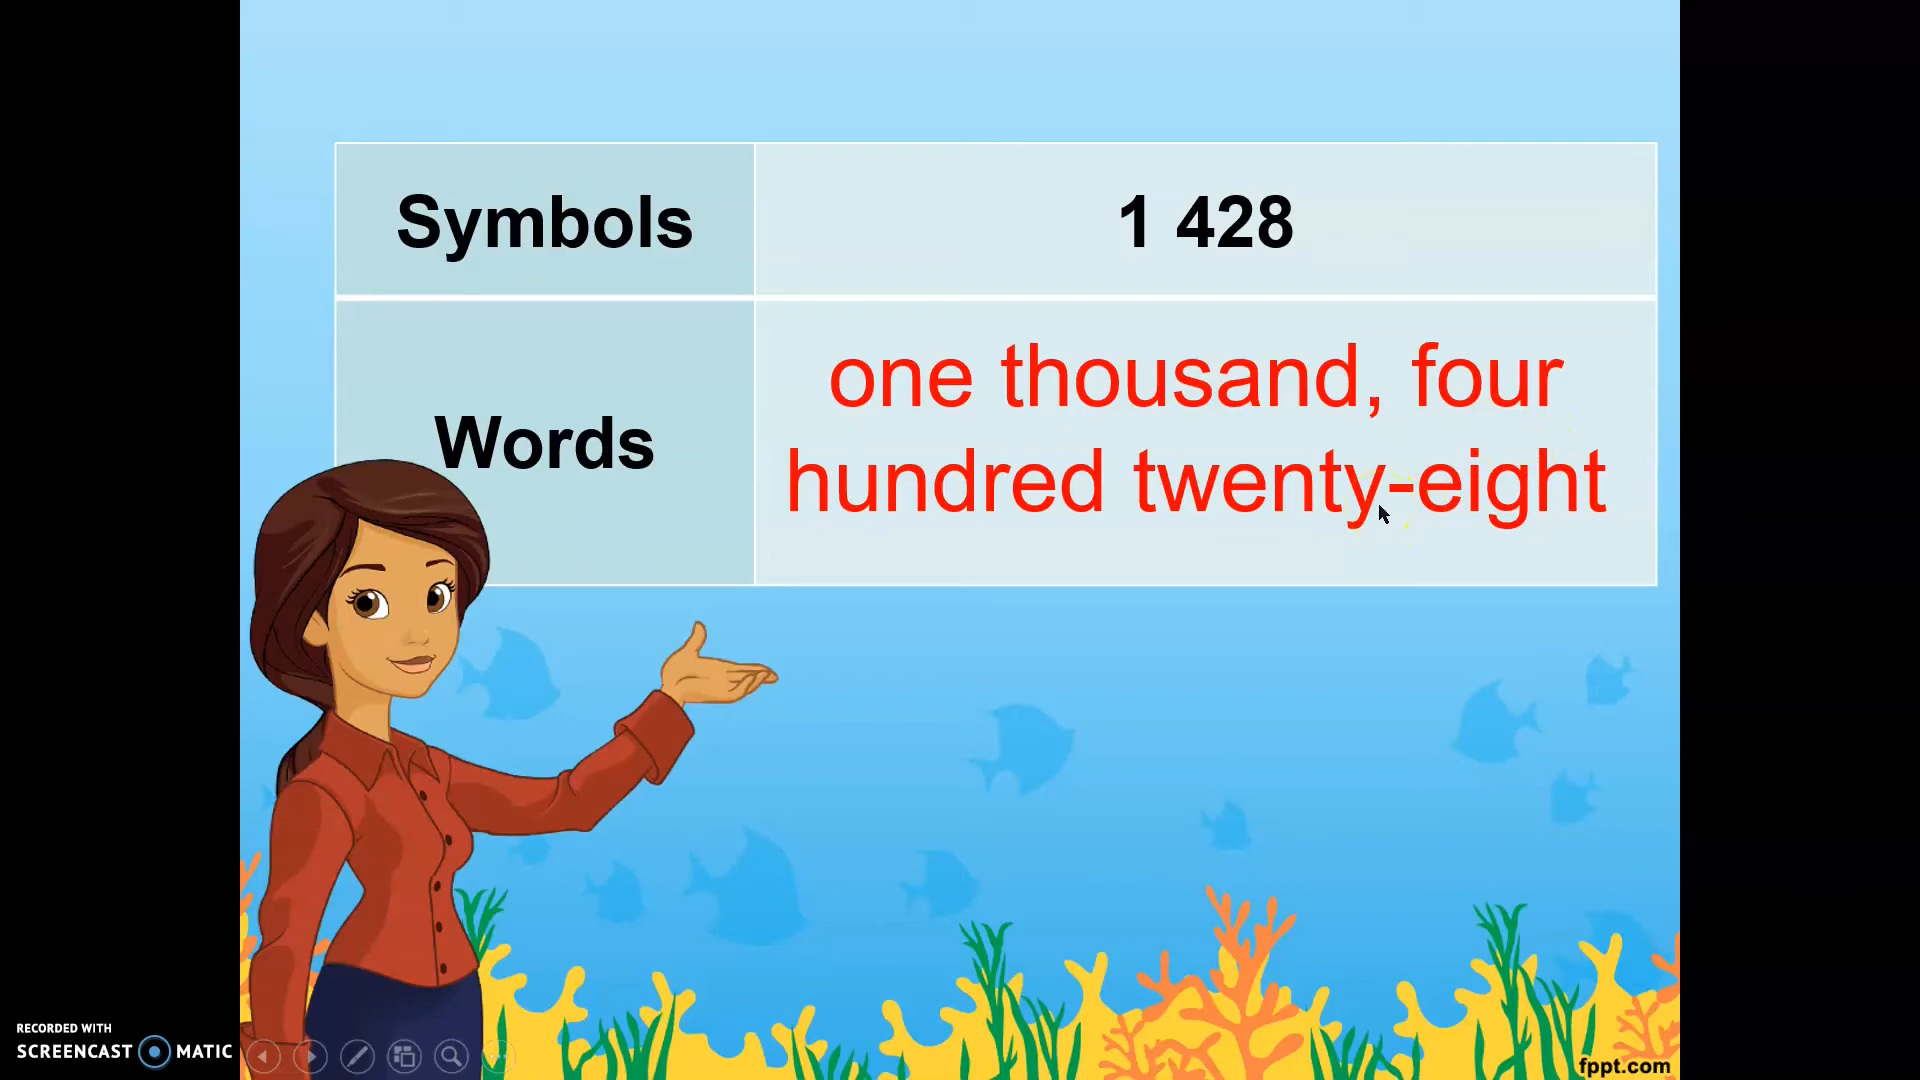 Symbols
1 428
Words
one thousand, four
hundred twenty-eight
RECORDED WITH
SCREENCAST MATIC
fppt.com